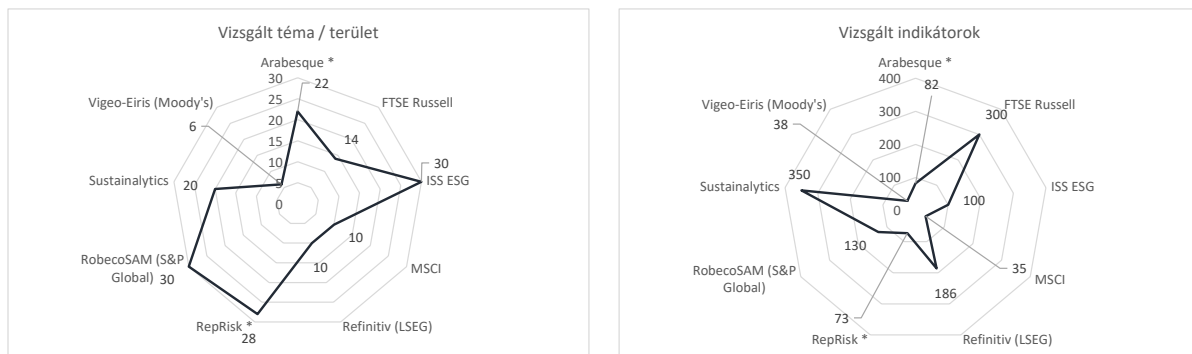 Vizsgált téma / terület
Arabesque *
30
22
25
Vigeo-Eiris (Moody's)
FTSE Russell
20
6
15
14
10
30
Sustainalytics
20
5
ISS ESG
0
10
RobecoSAM (S&P
Global)
30
10
MSCI
RepRisk *
28
Refinitiv (LSEG)
Vizsgált indikátorok
Arabesque *
400
82
Vigeo-Eiris (Moody's)
FTSE Russell
300
300
38
200
Sustainalytics
350
100
ISS ESG
100
0
130
RobecoSAM (S&P
Global)
35
MSCI
186
73
RepRisk *
Refinitiv (LSEG)